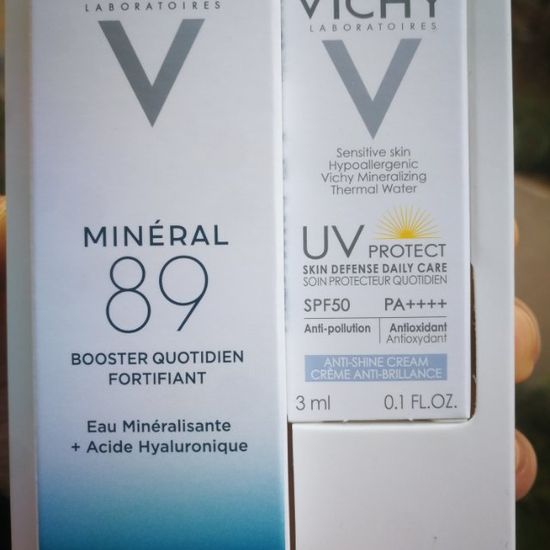 LABORATOIRES
MINÉRAL
89
BOOSTER QUOTIDIEN
FORTIFIANT
Eau Minéralisante
+ Acide Hyaluronique
VICHY
LABORATOIRES
Sensitive skin
Hypoallergenic
Vichy Mineralizing
Thermal Water
UV PROTECT
SKIN DEFENSE DAILY CARE
SOIN PROTECTEUR QUOTIDIEN
SPF50 PA++++
Anti-pollution Antioxidant
Antioxydant
ANTI-SHINE CREAM
CRÈME ANTI-BRILLANCE
3 ml 0.1 FL.OZ.